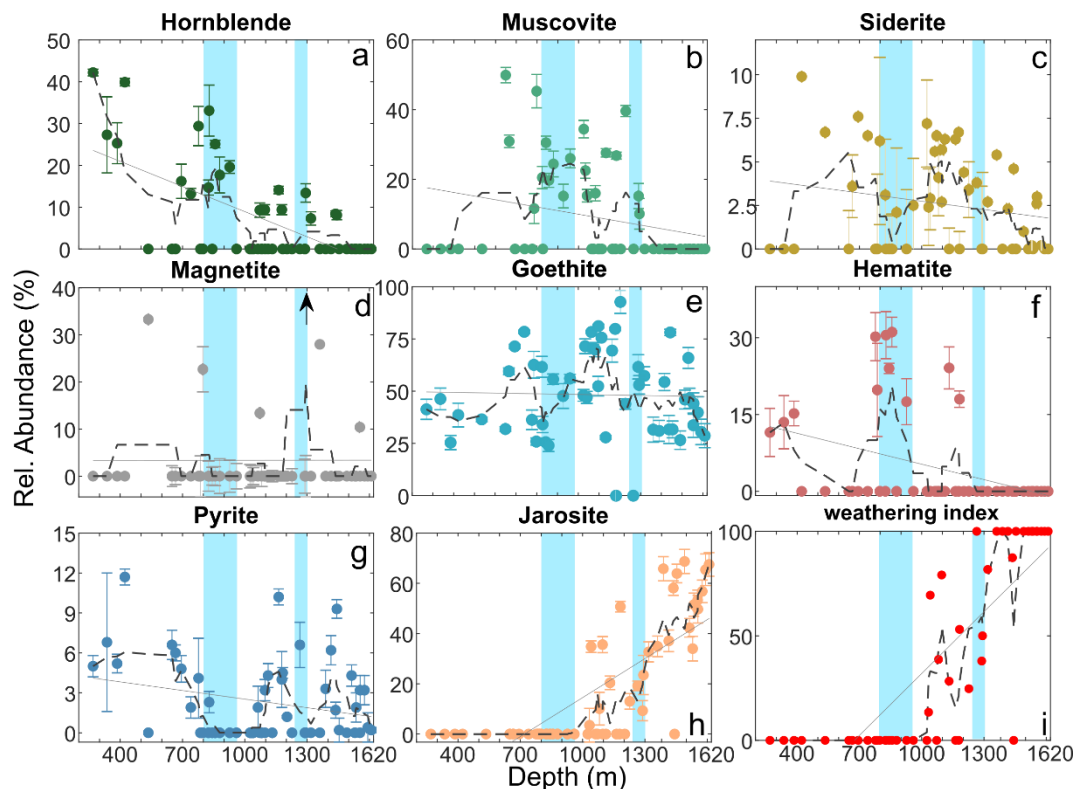 Hornblende
Muscovite
Siderite
50
40
30
20
10
0
a
60
40
20
0
b
10
7.5
5
2.5
0
c
Magnetite
Goethite
Hematite
40
30
20
10
0
d
100
75
50
25
0
e
30
15
0
f
Rel. Abundance (%)
Pyrite
Jarosite
weathering index
15
12
9
6
3
0
g
80
60
40
20
0
h
100
50
0
i
400 700 1000 1300 1620
400 700 1000 1300 1620
400 700 1000 1300 1620
Depth (m)